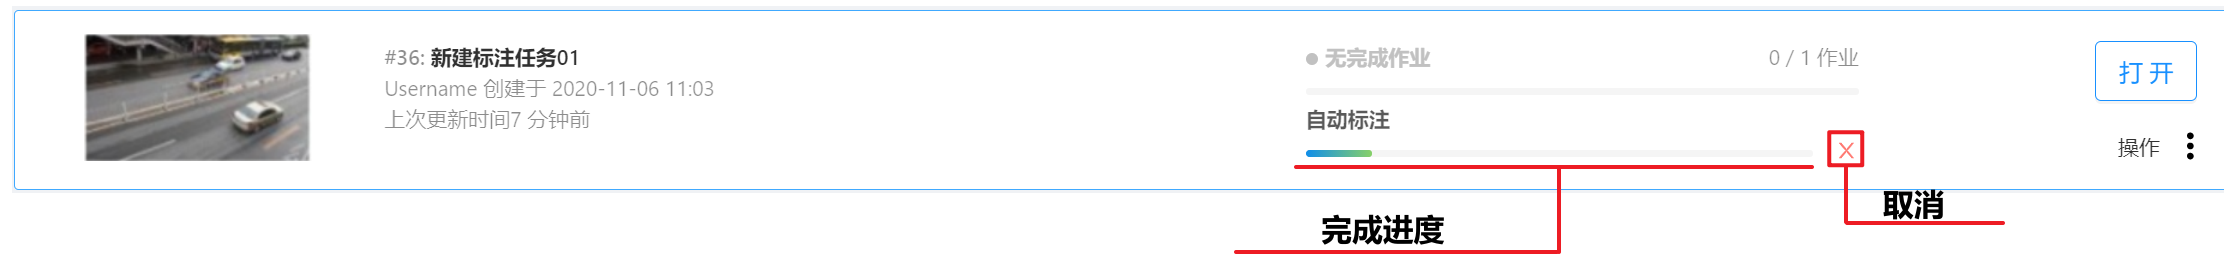 #36: 新建标注任务01
Username 创建于 2020-11-06 11:03
上次更新时间7 分钟前
● 无完成作业
0 / 1 作业
自动标注
X
打 开
操作
取消
完成进度